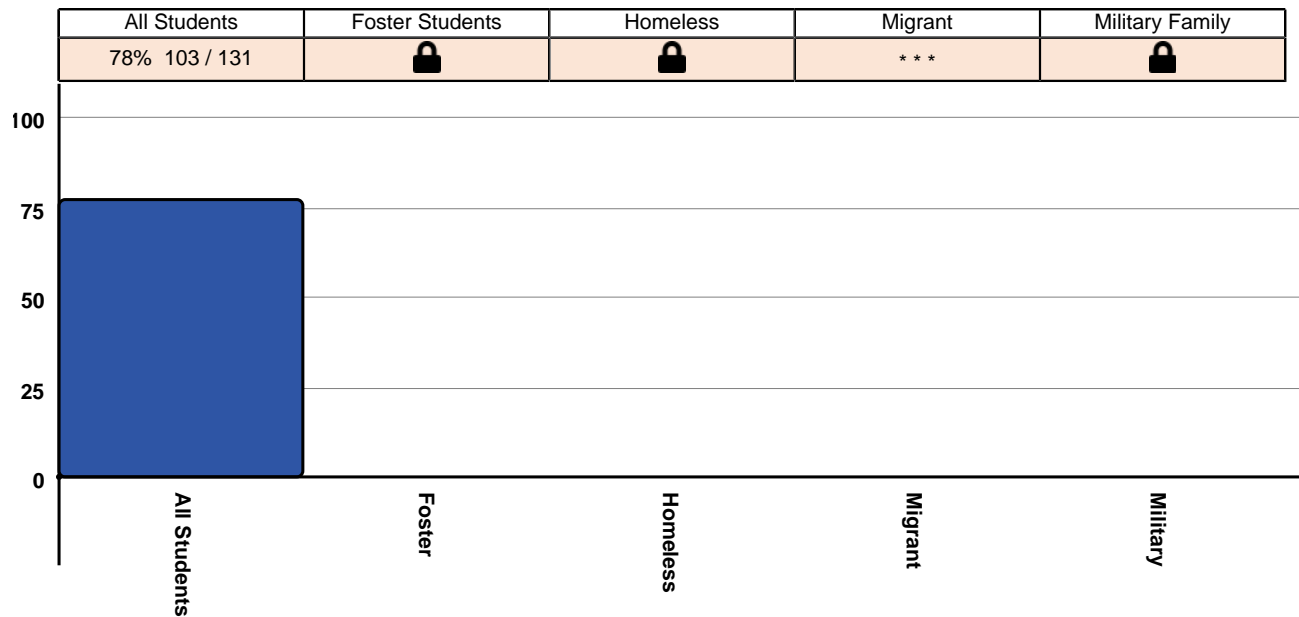 All Students Foster Students Homeless Migrant Military Family
78% 103 / 131 * * *
100
75
50
25
0
All Students
Foster
Homeless
Migrant
Military